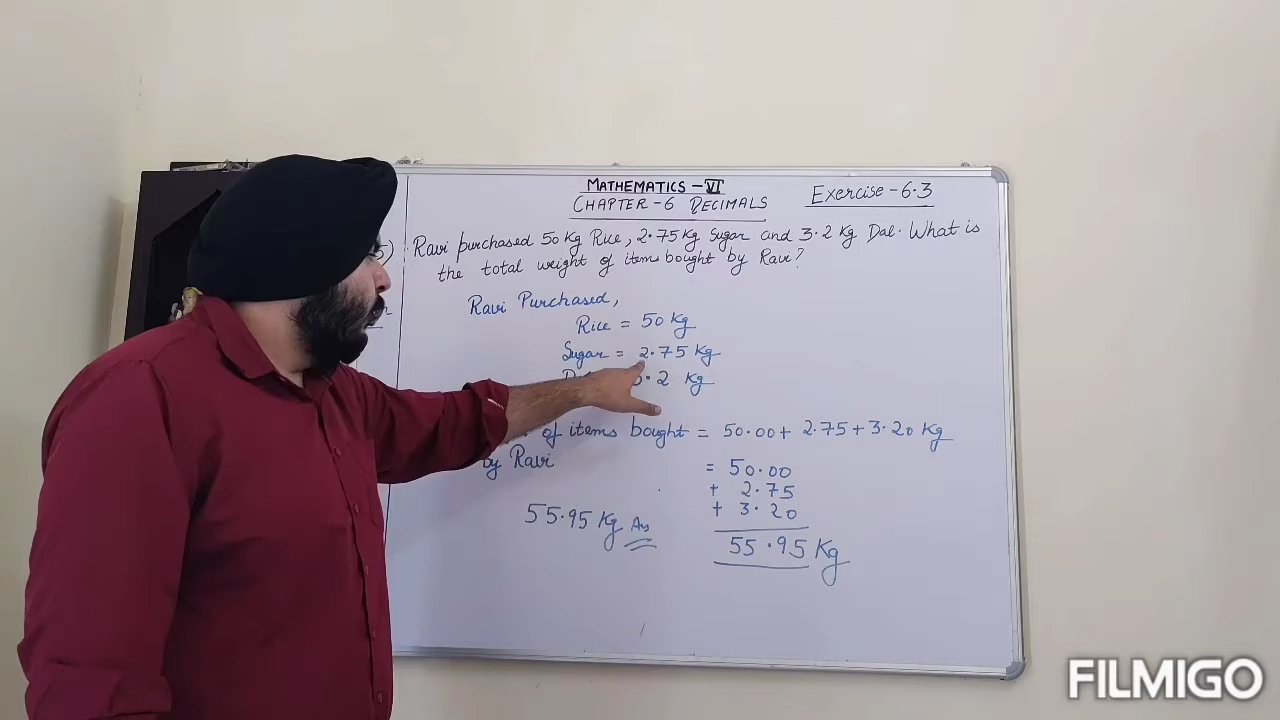 MATHEMATICS - VI
CHAPTER - 6 DECIMALS
Exercise - 6.3
5) Ravi purchased 50 Kg Rice, 2.75 Kg Sugar and 3.2 Kg Dal. What is
the total weight of items bought by Ravi?
Ravi Purchased,
Rice = 50 Kg
Sugar = 2.75 Kg
.2 Kg
of items bought = 50.00 + 2.75 + 3.20 Kg
by Ravi
= 50.00
+ 2.75
+ 3.20
55.95 Kg
55.95 Kg Ans
FILMIGO